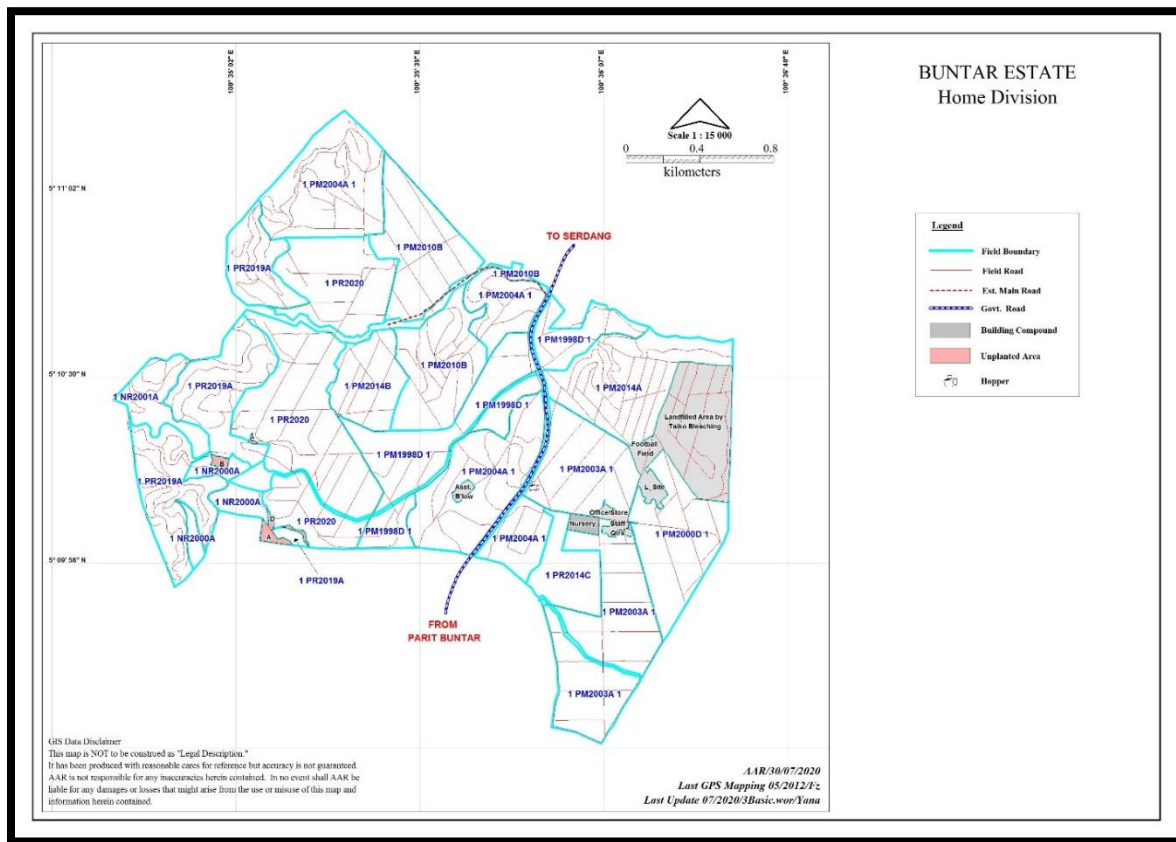 BUNTAR ESTATE
Home Division
100° 35' 02" E
100° 35' 35" E
100° 36' 07" E
100° 36' 40" E
5° 11' 02" N
5° 10' 30" N
5° 09' 58" N
Scale 1 : 15 000
0 0.4 0.8
kilometers
TO SERDANG
1 PM2004A 1
1 PM2010B
1 PR2019A
1 PR2020
1 PM2010B
1 PM2004A 1
1 PM1998D 1
1 PM2010B
1 PM2014B
1 PM2014A
1 PR2019A
1 NR2001A
1 PM1998D 1
1 PR2020
Landfilled Area by
Taiko Bleaching
Football
Field
1 PM1998D 1
1 PM2004A 1
1 PM2003A 1
B
1 NR2000A
1 PR2019A
Asst.
B'low
L_Site
1 NR2000A
Office/Store
Nursery
Staff
Qtrs
1 PR2020
1 PM1998D 1
1 PM2004A 1
1 PM2000D 1
1 NR2000A
A
1 PR2019A
1 PR2014C
1 PM2003A 1
FROM
PARIT BUNTAR
1 PM2003A 1
Legend
Field Boundary
Field Road
Est. Main Road
Govt. Road
Building Compound
Unplanted Area
Hopper
GIS Data Disclaimer
This map is NOT to be construed as "Legal Description."
It has been produced with reasonable cares for reference but accuracy is not guaranteed.
AAR is not responsible for any inaccuracies herein contained. In no event shall AAR be
liable for any damages or losses that might arise from the use or misuse of this map and
information herein contained.
AAR/30/07/2020
Last GPS Mapping 05/2012/Fz
Last Update 07/2020/3Basic.wor/Yana